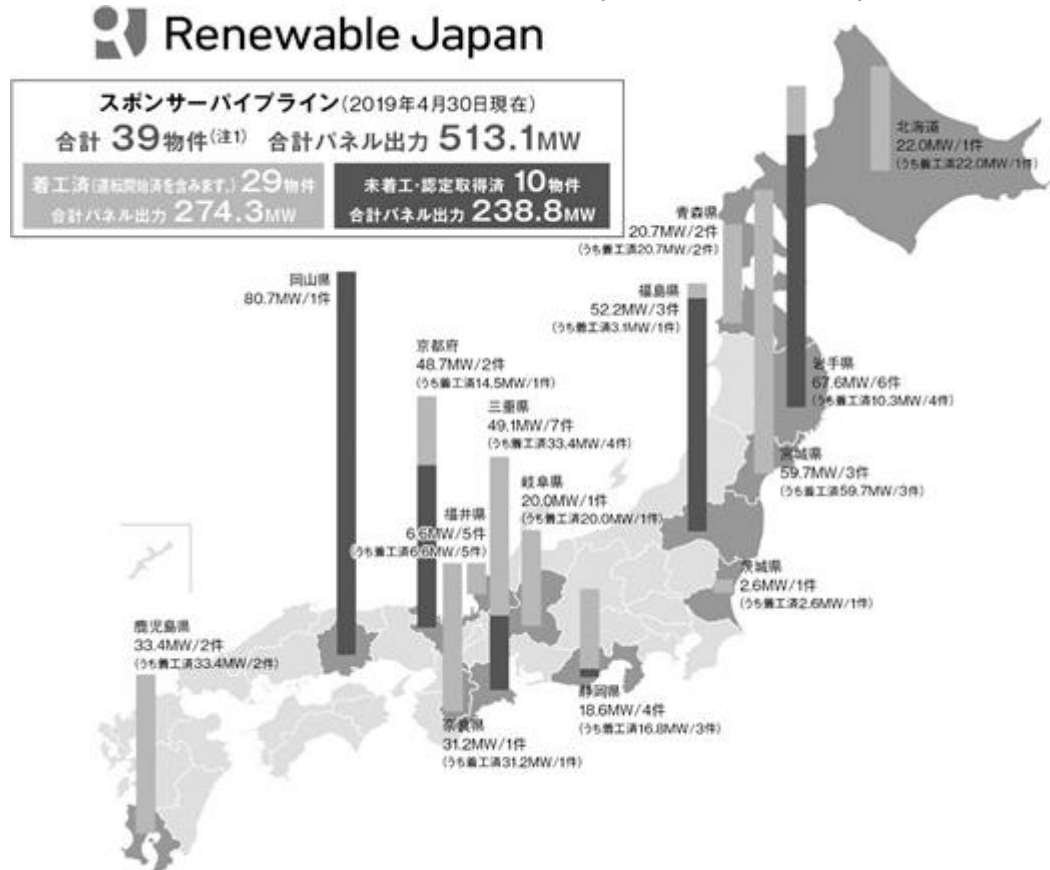 Renewable Japan
スポンサーパイプライン(2019年4月30日現在)
合計 39物件(注1) 合計パネル出力 513.1MW
着工済(運転開始済を含みます。) 29物件
合計パネル出力 274.3MW
未着工・認定取得済 10物件
合計パネル出力 238.8MW
北海道
22.0MW/1件
(うち着工済22.0MW/1件)
青森県
20.7MW/2件
(うち着工済20.7MW/2件)
岡山県
80.7MW/1件
福島県
52.2MW/3件
(うち着工済3.1MW/1件)
京都府
48.7MW/2件
(うち着工済14.5MW/1件)
岩手県
67.6MW/6件
(うち着工済10.3MW/4件)
三重県
49.1MW/7件
(うち着工済33.4MW/4件)
宮城県
59.7MW/3件
(うち着工済59.7MW/3件)
岐阜県
20.0MW/1件
(うち着工済20.0MW/1件)
福井県
6.6MW/5件
(うち着工済6.6MW/5件)
茨城県
2.6MW/1件
(うち着工済2.6MW/1件)
鹿児島県
33.4MW/2件
(うち着工済33.4MW/2件)
静岡県
18.6MW/4件
(うち着工済16.8MW/3件)
奈良県
31.2MW/1件
(うち着工済31.2MW/1件)